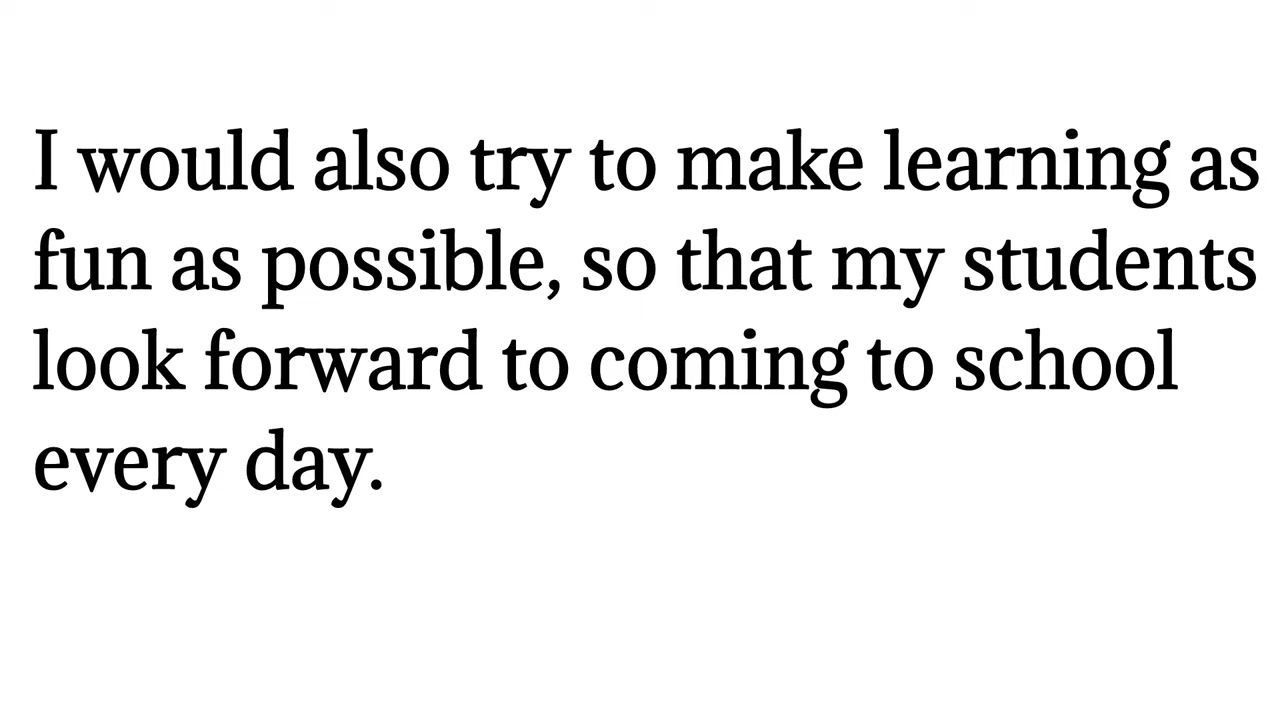 I would also try to make learning as
fun as possible, so that my students
look forward to coming to school
every day.